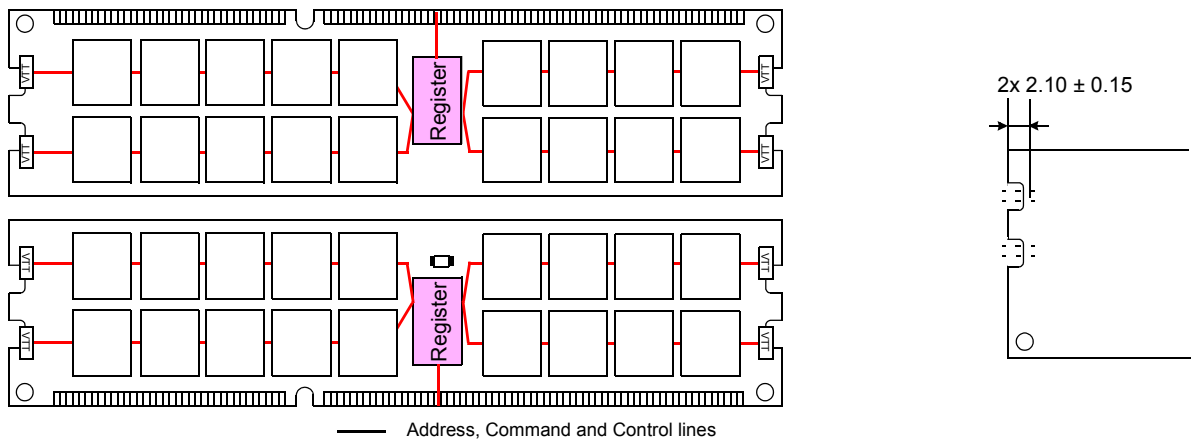 VTT
VTT
Register
VTT
VTT
2x 2.10 ± 0.15
VTT
VTT
Register
VTT
VTT
Address, Command and Control lines